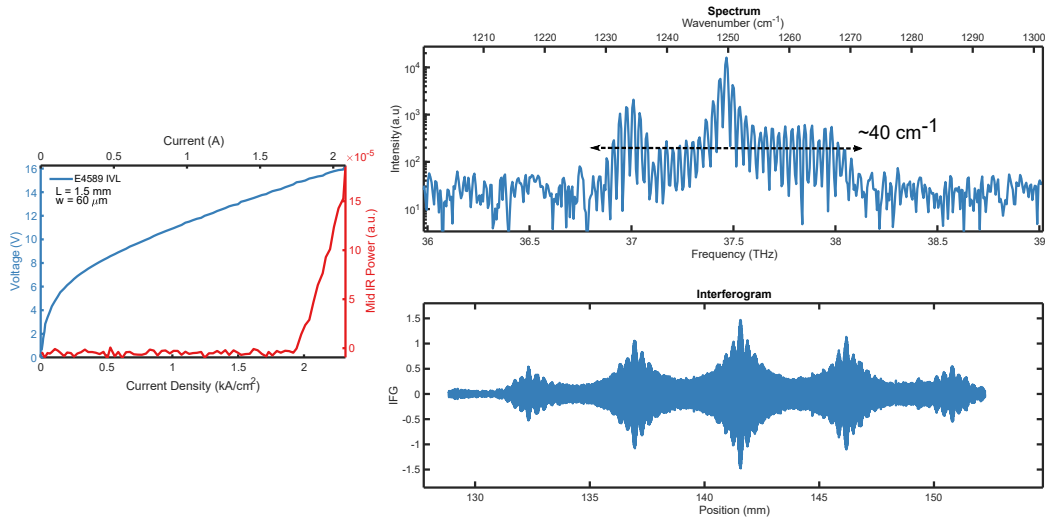 Current (A)
0 0.5 1 1.5 2
×10⁻⁵
16
14
12
10
8
6
4
2
0
Voltage (V)
E4589 IVL
L = 1.5 mm
w = 60 μm
15
10
5
0
Mid IR Power (a.u.)
0 0.5 1 1.5 2
Current Density (kA/cm²)
Spectrum
Wavenumber (cm⁻¹)
1210 1220 1230 1240 1250 1260 1270 1280 1290 1300
10⁴
10³
10²
10¹
Intensity (a.u)
~40 cm⁻¹
36 36.5 37 37.5 38 38.5 39
Frequency (THz)
Interferogram
1.5
1
0.5
0
-0.5
-1
-1.5
IFG
130 135 140 145 150
Position (mm)